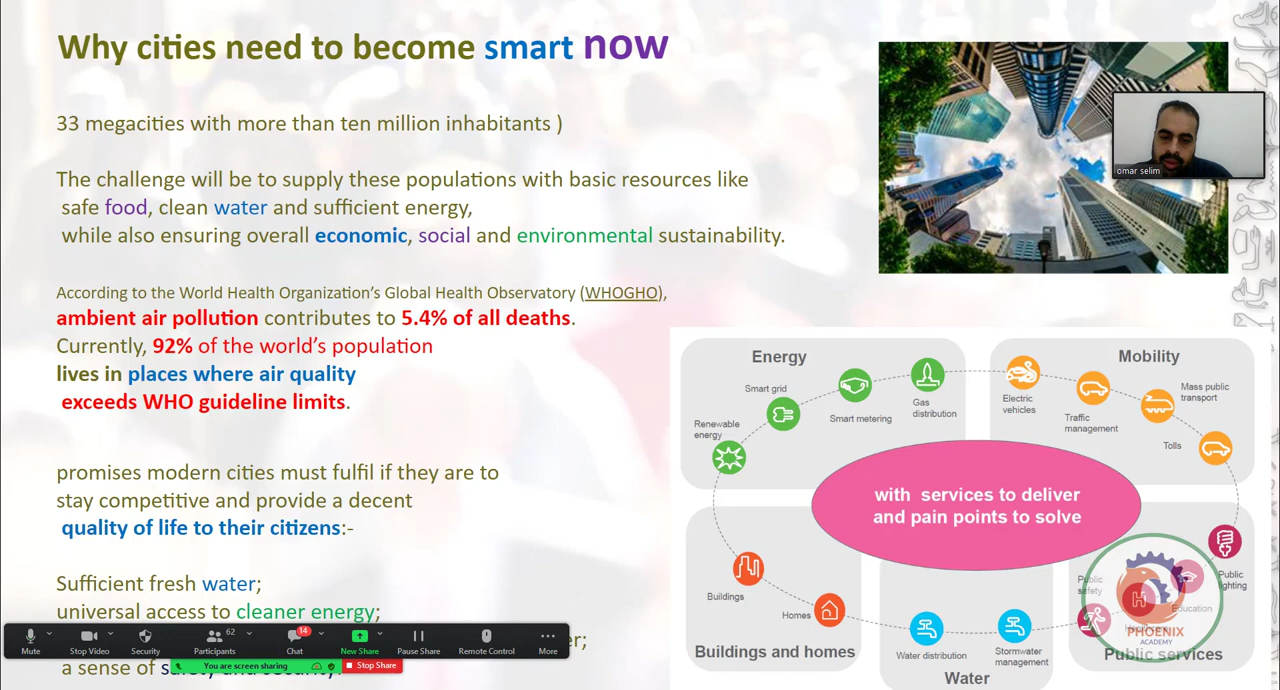 Why cities need to become smart now
33 megacities with more than ten million inhabitants )
The challenge will be to supply these populations with basic resources like
safe food, clean water and sufficient energy,
while also ensuring overall economic, social and environmental sustainability.
According to the World Health Organization's Global Health Observatory (WHOGHO),
ambient air pollution contributes to 5.4% of all deaths.
Currently, 92% of the world's population
lives in places where air quality
exceeds WHO guideline limits.
promises modern cities must fulfil if they are to
stay competitive and provide a decent
quality of life to their citizens:-
Sufficient fresh water;
universal access to cleaner energy;
a sense of safety and security.
omar selim
Energy
Smart grid
Smart metering
Gas
distribution
Renewable
energy
Mobility
Electric
vehicles
Traffic
management
Mass public
transport
Tolls
with services to deliver
and pain points to solve
Buildings
Homes
Buildings and homes
Water distribution
Stormwater
management
Water
Public
safety
Education
Public
lighting
Public services
H
PHOENIX
ACADEMY
Mute
Stop Video
Security
62
Participants
14
Chat
New Share
Pause Share
Remote Control
More
You are screen sharing
Stop Share